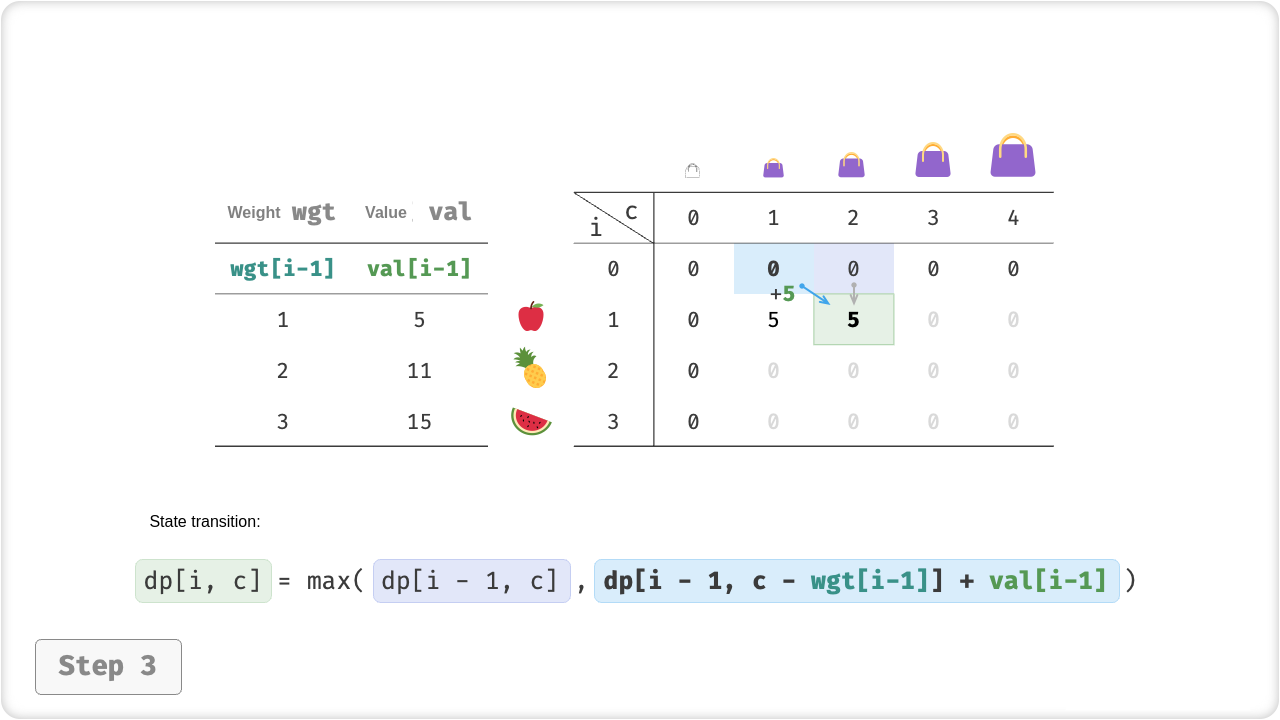 Weight wgt Value val c i 0 1 2 3 4
wgt[i-1] val[i-1] 0 0 0 0 0 0
+5
1 5 1 0 5 5 0 0
2 11 2 0 0 0 0 0
3 15 3 0 0 0 0 0
State transition:
dp[i, c] = max( dp[i - 1, c] , dp[i - 1, c - wgt[i-1]] + val[i-1] )
Step 3